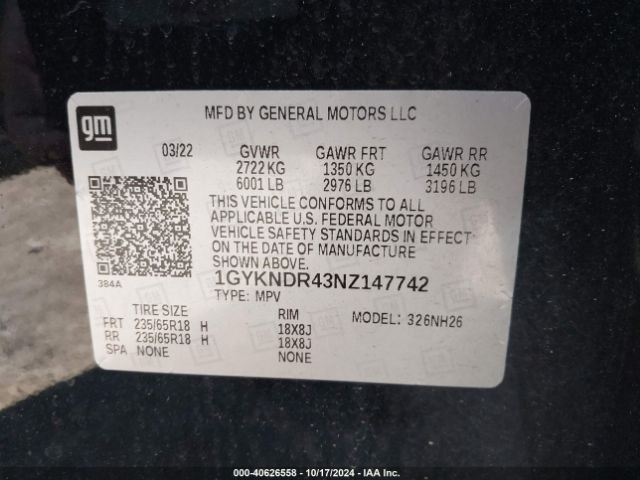 gm
MFD BY GENERAL MOTORS LLC
03/22 GVWR GAWR FRT GAWR RR
2722 KG 1350 KG 1450 KG
6001 LB 2976 LB 3196 LB
THIS VEHICLE CONFORMS TO ALL
APPLICABLE U.S. FEDERAL MOTOR
VEHICLE SAFETY STANDARDS IN EFFECT
ON THE DATE OF MANUFACTURE
SHOWN ABOVE.
384A
1GYKNDR43NZ147742
TYPE: MPV
TIRE SIZE RIM MODEL: 326NH26
FRT 235/65R18 H 18X8J
RR 235/65R18 H 18X8J
SPA NONE NONE
000-40626558 - 10/17/2024 - IAA Inc.